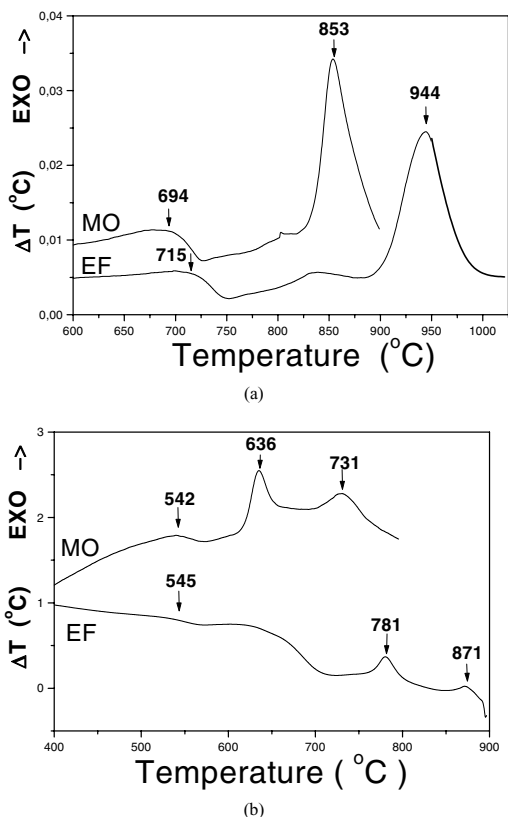 0,04
0,03
0,02
0,01
0,00
ΔT (°C) EXO –>
853
944
694
MO
715
EF
600 650 700 750 800 850 900 950 1000
Temperature (°C)
(a)
3
2
1
0
ΔT (°C) EXO –>
636
731
542
MO
545
EF
781
871
400 500 600 700 800 900
Temperature ( °C )
(b)